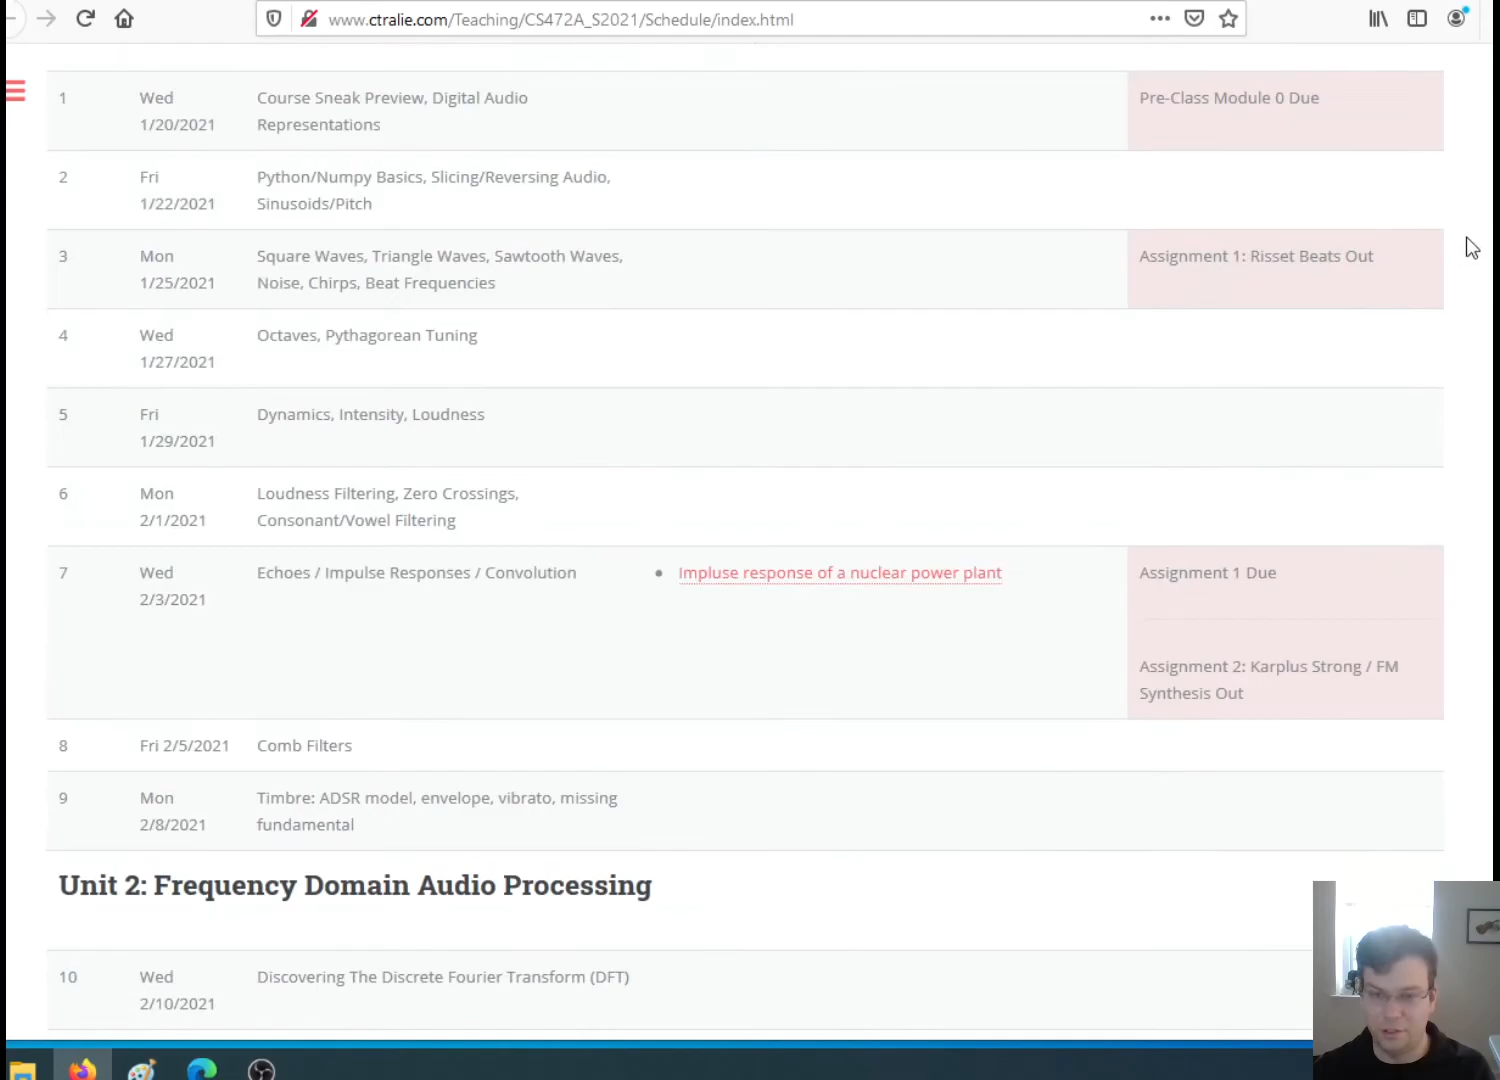 www.ctralie.com/Teaching/CS472A_S2021/Schedule/index.html
1 Wed Course Sneak Preview, Digital Audio Pre-Class Module 0 Due
1/20/2021 Representations
2 Fri Python/Numpy Basics, Slicing/Reversing Audio,
1/22/2021 Sinusoids/Pitch
3 Mon Square Waves, Triangle Waves, Sawtooth Waves, Assignment 1: Risset Beats Out
1/25/2021 Noise, Chirps, Beat Frequencies
4 Wed Octaves, Pythagorean Tuning
1/27/2021
5 Fri Dynamics, Intensity, Loudness
1/29/2021
6 Mon Loudness Filtering, Zero Crossings,
2/1/2021 Consonant/Vowel Filtering
7 Wed Echoes / Impulse Responses / Convolution • Impluse response of a nuclear power plant Assignment 1 Due
2/3/2021
Assignment 2: Karplus Strong / FM
Synthesis Out
8 Fri 2/5/2021 Comb Filters
9 Mon Timbre: ADSR model, envelope, vibrato, missing
2/8/2021 fundamental
Unit 2: Frequency Domain Audio Processing
10 Wed Discovering The Discrete Fourier Transform (DFT)
2/10/2021